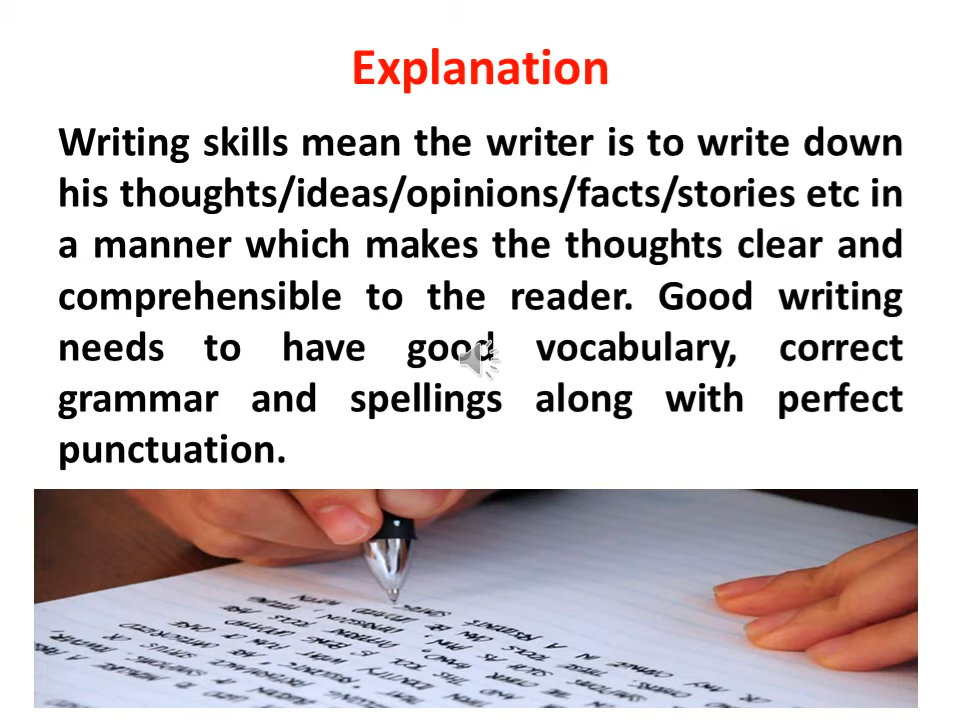 Explanation
Writing skills mean the writer is to write down
his thoughts/ideas/opinions/facts/stories etc in
a manner which makes the thoughts clear and
comprehensible to the reader. Good writing
needs to have good vocabulary, correct
grammar and spellings along with perfect
punctuation.